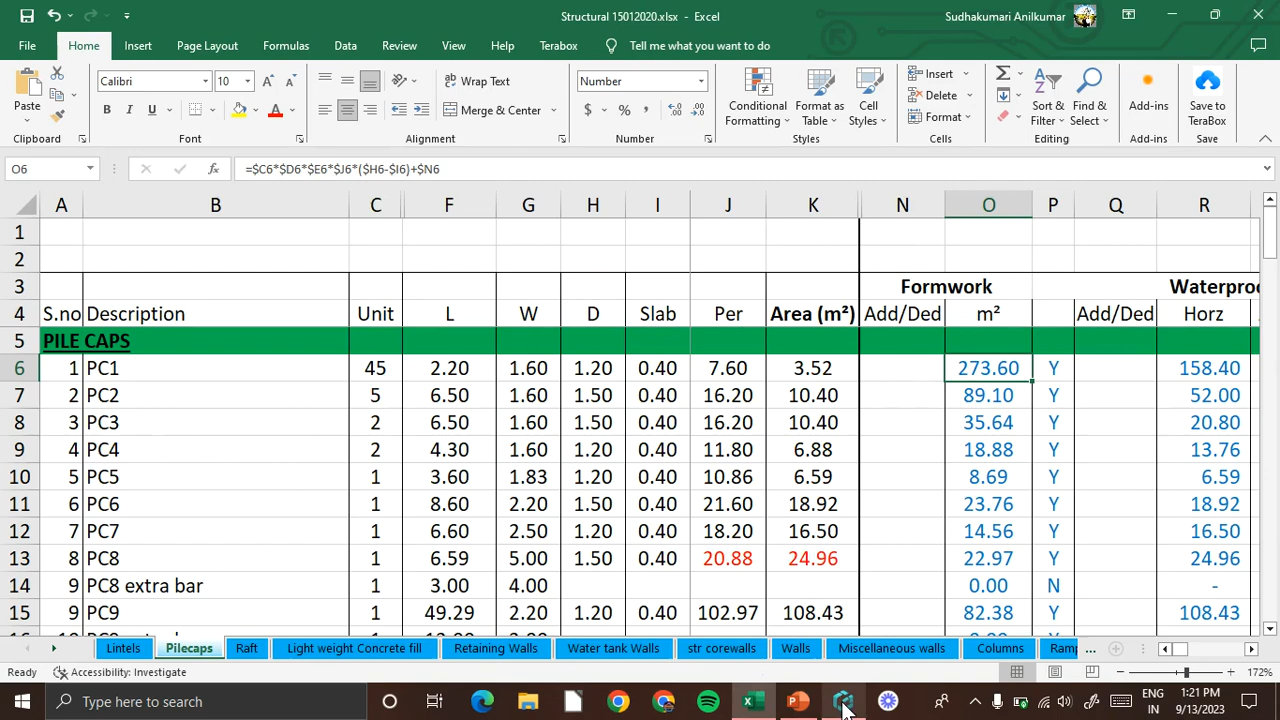 Structural 15012020.xlsx - Excel
Sudhakumari Anilkumar
File Home Insert Page Layout Formulas Data Review View Help Terabox Tell me what you want to do
Paste
Calibri 10
B I U
Wrap Text
Merge & Center
Number
$ % ,
Conditional Formatting
Format as Table
Cell Styles
Insert
Delete
Format
Sort & Filter
Find & Select
Add-ins
Save to TeraBox
Clipboard Font Alignment Number Styles Cells Editing Add-ins Save
O6 fx =$C6*$D6*$E6*$J6*($H6-$I6)+$N6
A B C F G H I J K N O P Q R
1
2
3 Formwork Waterproo
4 S.no Description Unit L W D Slab Per Area (m²) Add/Ded m² Add/Ded Horz
5 PILE CAPS
6 1 PC1 45 2.20 1.60 1.20 0.40 7.60 3.52 273.60 Y 158.40
7 2 PC2 5 6.50 1.60 1.50 0.40 16.20 10.40 89.10 Y 52.00
8 3 PC3 2 6.50 1.60 1.50 0.40 16.20 10.40 35.64 Y 20.80
9 4 PC4 2 4.30 1.60 1.20 0.40 11.80 6.88 18.88 Y 13.76
10 5 PC5 1 3.60 1.83 1.20 0.40 10.86 6.59 8.69 Y 6.59
11 6 PC6 1 8.60 2.20 1.50 0.40 21.60 18.92 23.76 Y 18.92
12 7 PC7 1 6.60 2.50 1.20 0.40 18.20 16.50 14.56 Y 16.50
13 8 PC8 1 6.59 5.00 1.50 0.40 20.88 24.96 22.97 Y 24.96
14 9 PC8 extra bar 1 3.00 4.00 0.00 N -
15 9 PC9 1 49.29 2.20 1.20 0.40 102.97 108.43 82.38 Y 108.43
Lintels Pilecaps Raft Light weight Concrete fill Retaining Walls Water tank Walls str corewalls Walls Miscellaneous walls Columns Ramp ...
Ready Accessibility: Investigate 172%
Type here to search
ENG IN
1:21 PM
9/13/2023